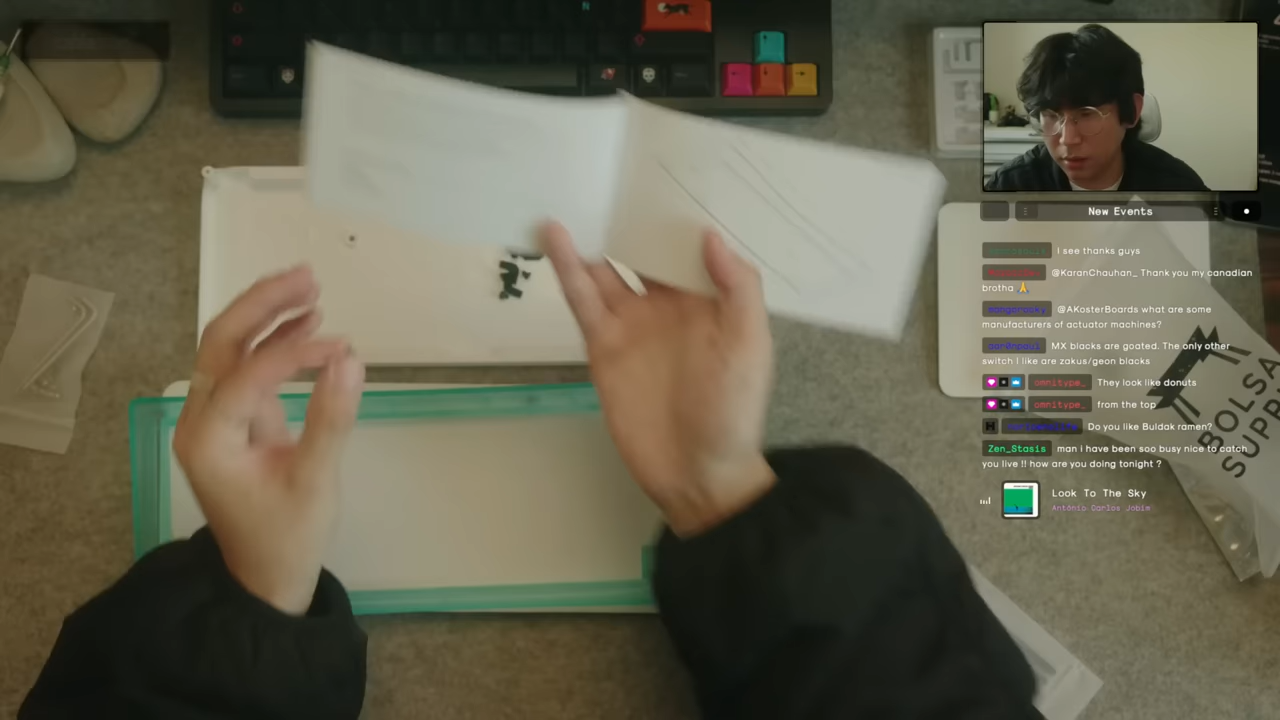 New Events
I see thanks guys
@KaranChauhan_ Thank you my canadian
brotha 🙏
@AKosterBoards what are some
manufacturers of actuator machines?
MX blacks are goated. The only other
switch I like are zakus/geon blacks
omnitype_ They look like donuts
omnitype_ from the top
Do you like Buldak ramen?
Zen_Stasis man i have been soo busy nice to catch
you live !! how are you doing tonight ?
Look To The Sky
Antônio Carlos Jobim
BOLSA
SUPP